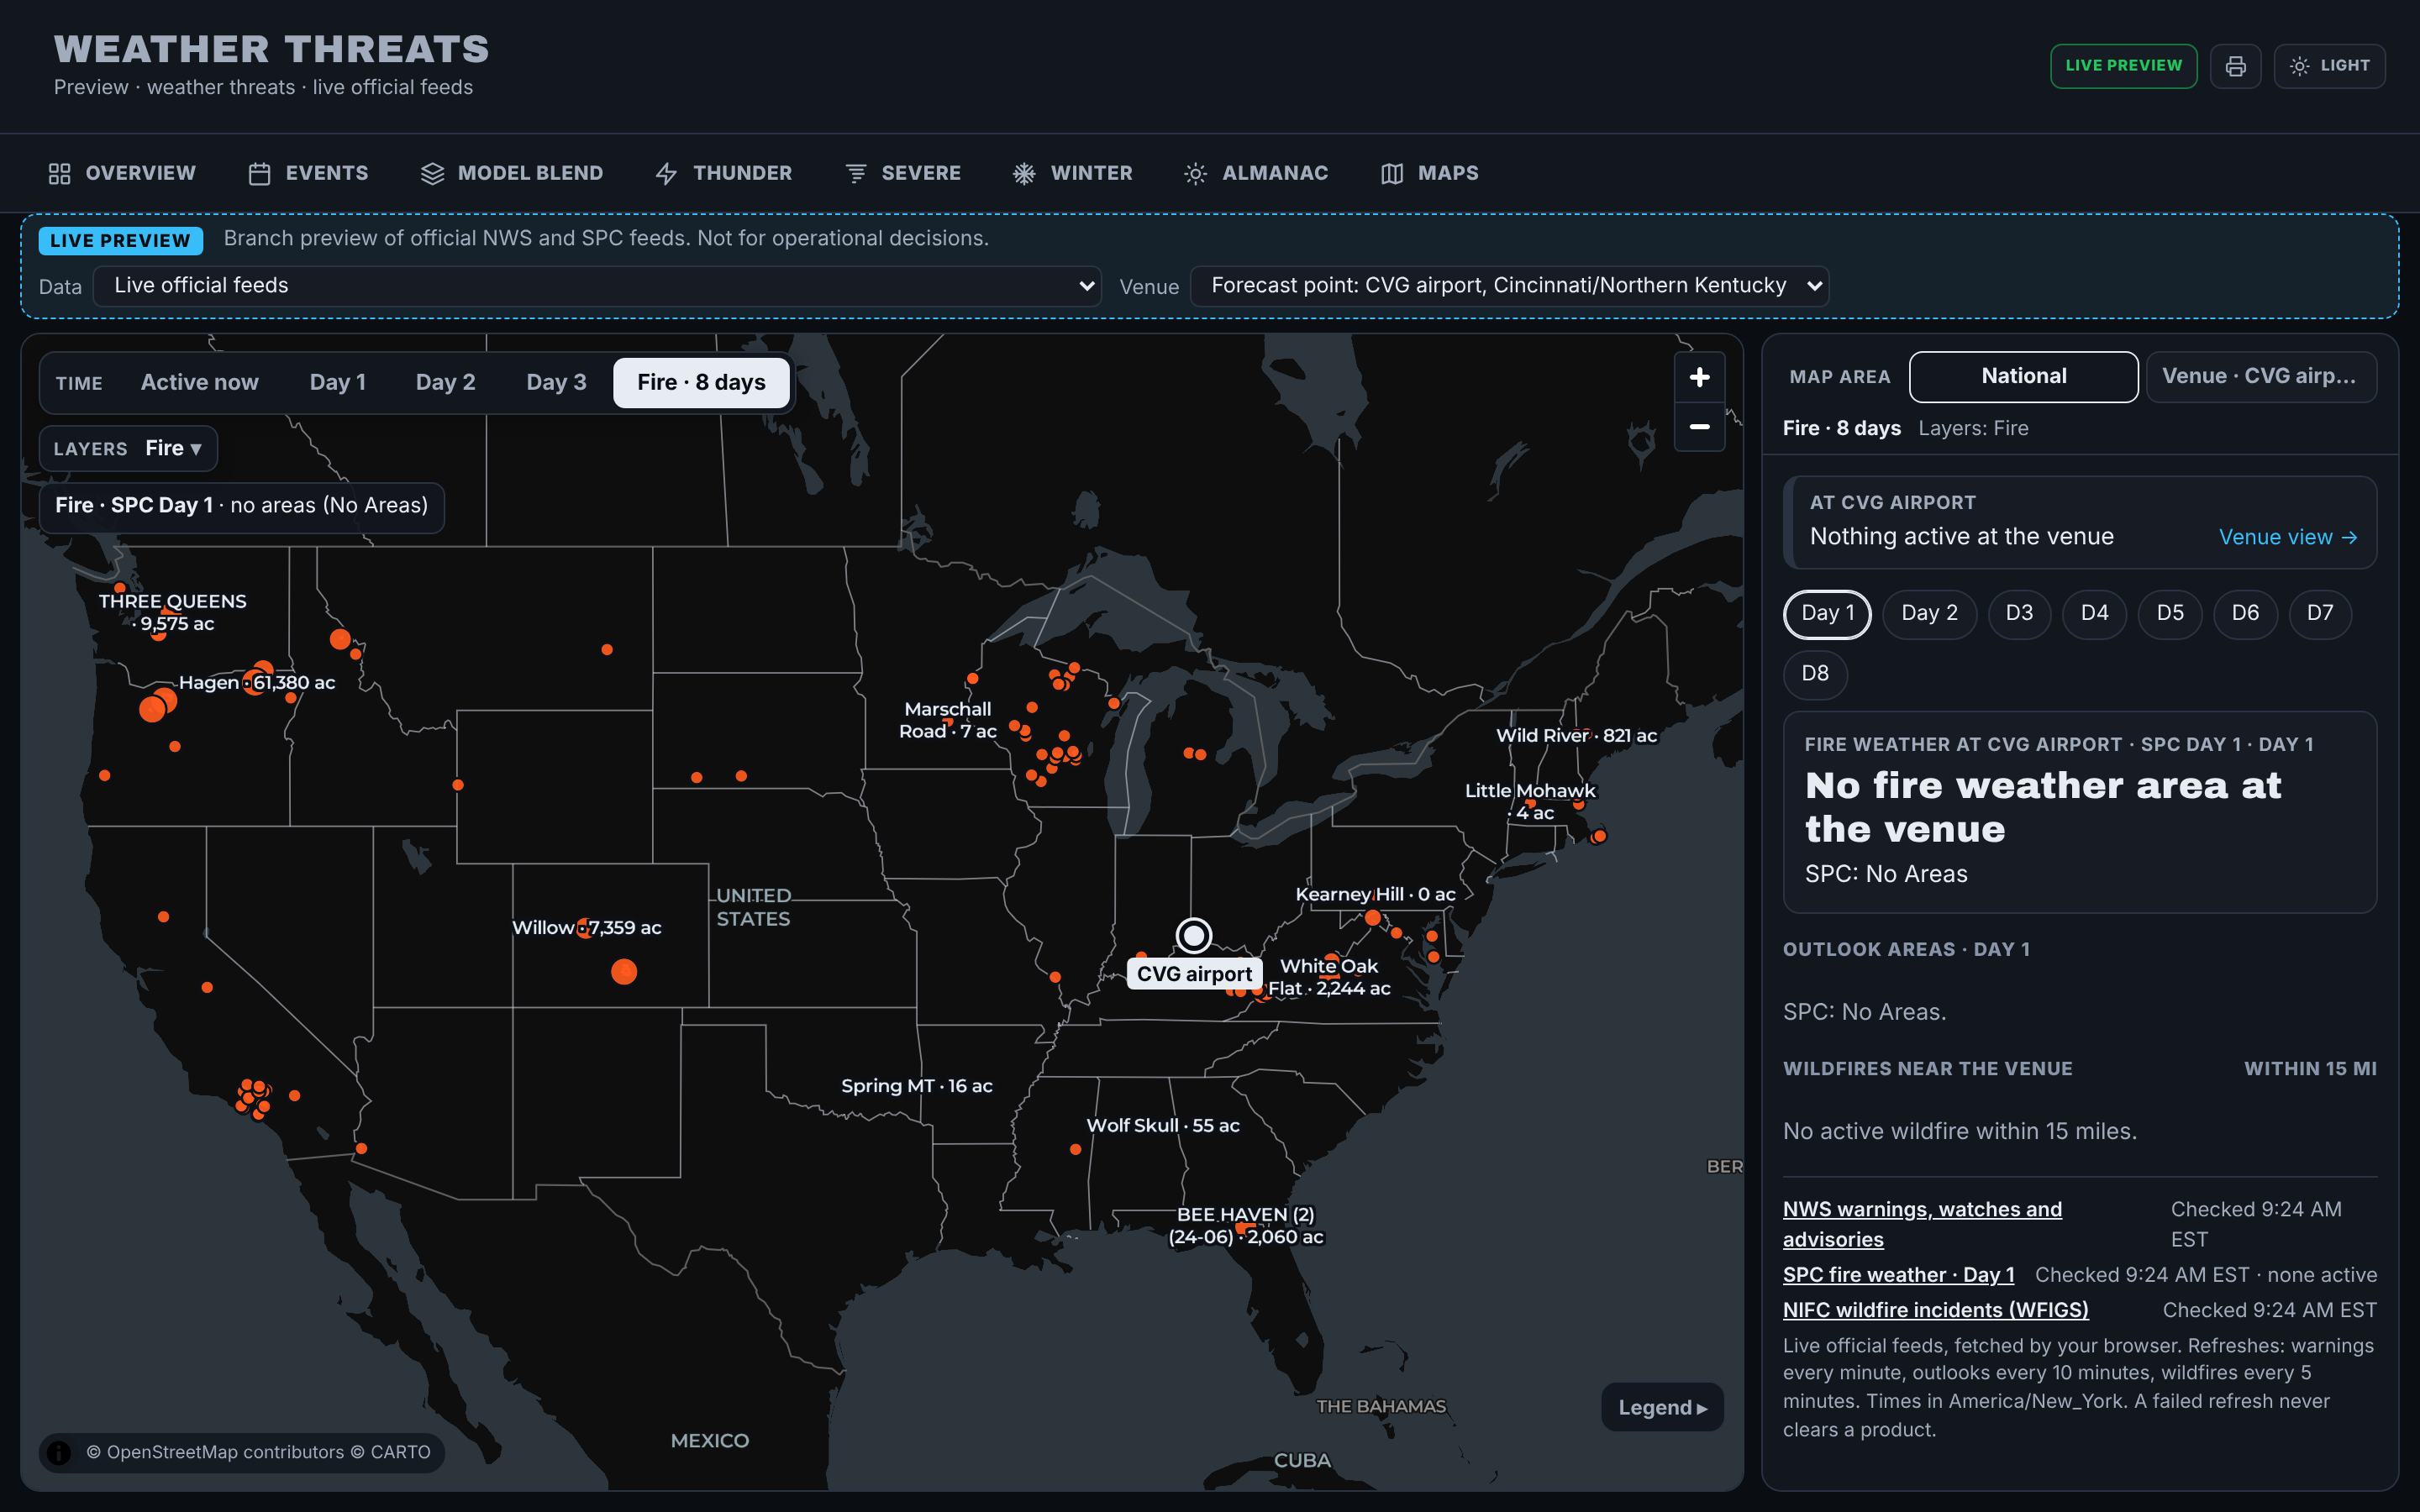 WEATHER THREATS
Preview · weather threats · live official feeds
LIVE PREVIEW
LIGHT
OVERVIEW
EVENTS
MODEL BLEND
THUNDER
SEVERE
WINTER
ALMANAC
MAPS
LIVE PREVIEW Branch preview of official NWS and SPC feeds. Not for operational decisions.
Data Live official feeds
Venue Forecast point: CVG airport, Cincinnati/Northern Kentucky
TIME Active now Day 1 Day 2 Day 3 Fire · 8 days
LAYERS Fire ▾
Fire · SPC Day 1 · no areas (No Areas)
+
−
THREE QUEENS
· 9,575 ac
Hagen · 61,380 ac
Marschall
Road · 7 ac
Wild River · 821 ac
Little Mohawk
· 4 ac
UNITED
STATES
Kearney Hill · 0 ac
Willow · 7,359 ac
CVG airport
White Oak
Flat · 2,244 ac
Spring MT · 16 ac
Wolf Skull · 55 ac
BER
BEE HAVEN (2)
(24-06) · 2,060 ac
THE BAHAMAS
MEXICO
CUBA
Legend ▸
© OpenStreetMap contributors © CARTO
MAP AREA National Venue · CVG airp...
Fire · 8 days Layers: Fire
AT CVG AIRPORT
Nothing active at the venue Venue view →
Day 1 Day 2 D3 D4 D5 D6 D7
D8
FIRE WEATHER AT CVG AIRPORT · SPC DAY 1 · DAY 1
No fire weather area at
the venue
SPC: No Areas
OUTLOOK AREAS · DAY 1
SPC: No Areas.
WILDFIRES NEAR THE VENUE WITHIN 15 MI
No active wildfire within 15 miles.
NWS warnings, watches and
advisories
Checked 9:24 AM
EST
SPC fire weather · Day 1 Checked 9:24 AM EST · none active
NIFC wildfire incidents (WFIGS) Checked 9:24 AM EST
Live official feeds, fetched by your browser. Refreshes: warnings
every minute, outlooks every 10 minutes, wildfires every 5
minutes. Times in America/New_York. A failed refresh never
clears a product.